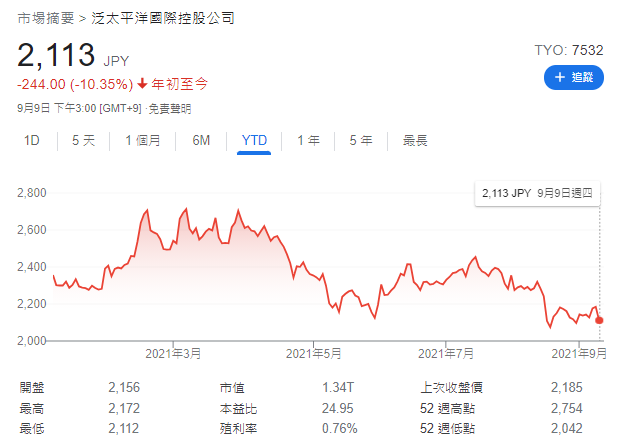 市場摘要 > 泛太平洋國際控股公司
2,113 JPY
TYO: 7532
-244.00 (-10.35%) 年初至今
+ 追蹤
9月9日 下午3:00 [GMT+9] · 免責聲明
1D 5 天 1 個月 6M YTD 1 年 5 年 最長
2,113 JPY 9月9日週四
2,800
2,600
2,400
2,200
2,000
2021年3月 2021年5月 2021年7月 2021年9月
開盤 2,156 市值 1.34T 上次收盤價 2,185
最高 2,172 本益比 24.95 52 週高點 2,754
最低 2,112 殖利率 0.76% 52 週低點 2,042